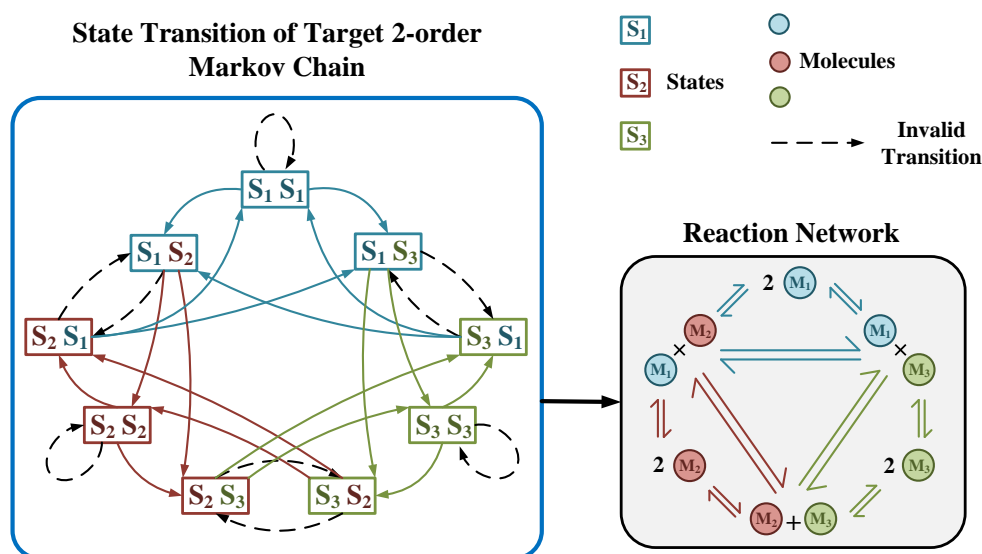 State Transition of Target 2-order
Markov Chain
S₁
S₂ States
S₃
Molecules
Invalid
Transition
S₁ S₁
S₁ S₂
S₁ S₃
S₂ S₁
S₃ S₁
S₂ S₂
S₃ S₃
S₂ S₃
S₃ S₂
Reaction Network
2 M₁
M₂
M₁
×
×
M₁
M₃
2 M₂
2 M₃
M₂ + M₃